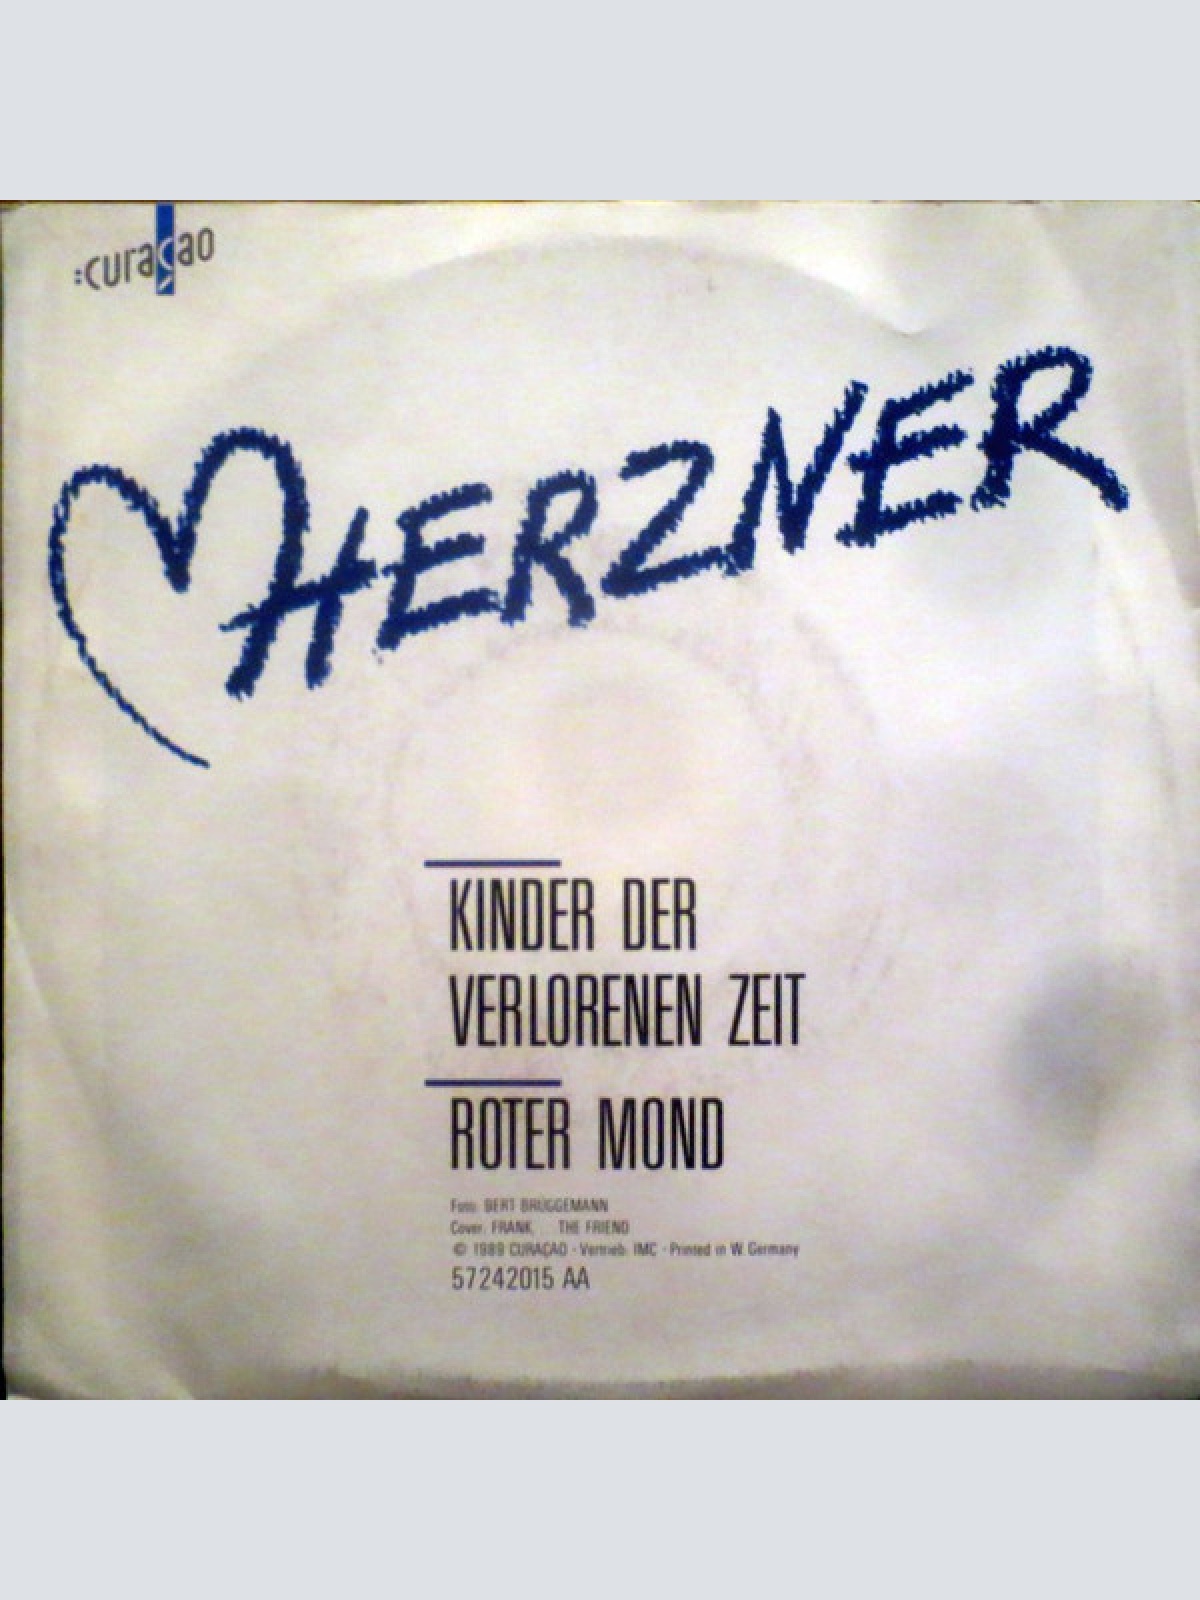 :curaçao
HERZNER
KINDER DER
VERLORENEN ZEIT
ROTER MOND
Foto: BERT BRÜGGEMANN
Cover: FRANK, THE FRIEND
© 1989 CURAÇAO · Vertrieb: IMC · Printed in W. Germany
57242015 AA